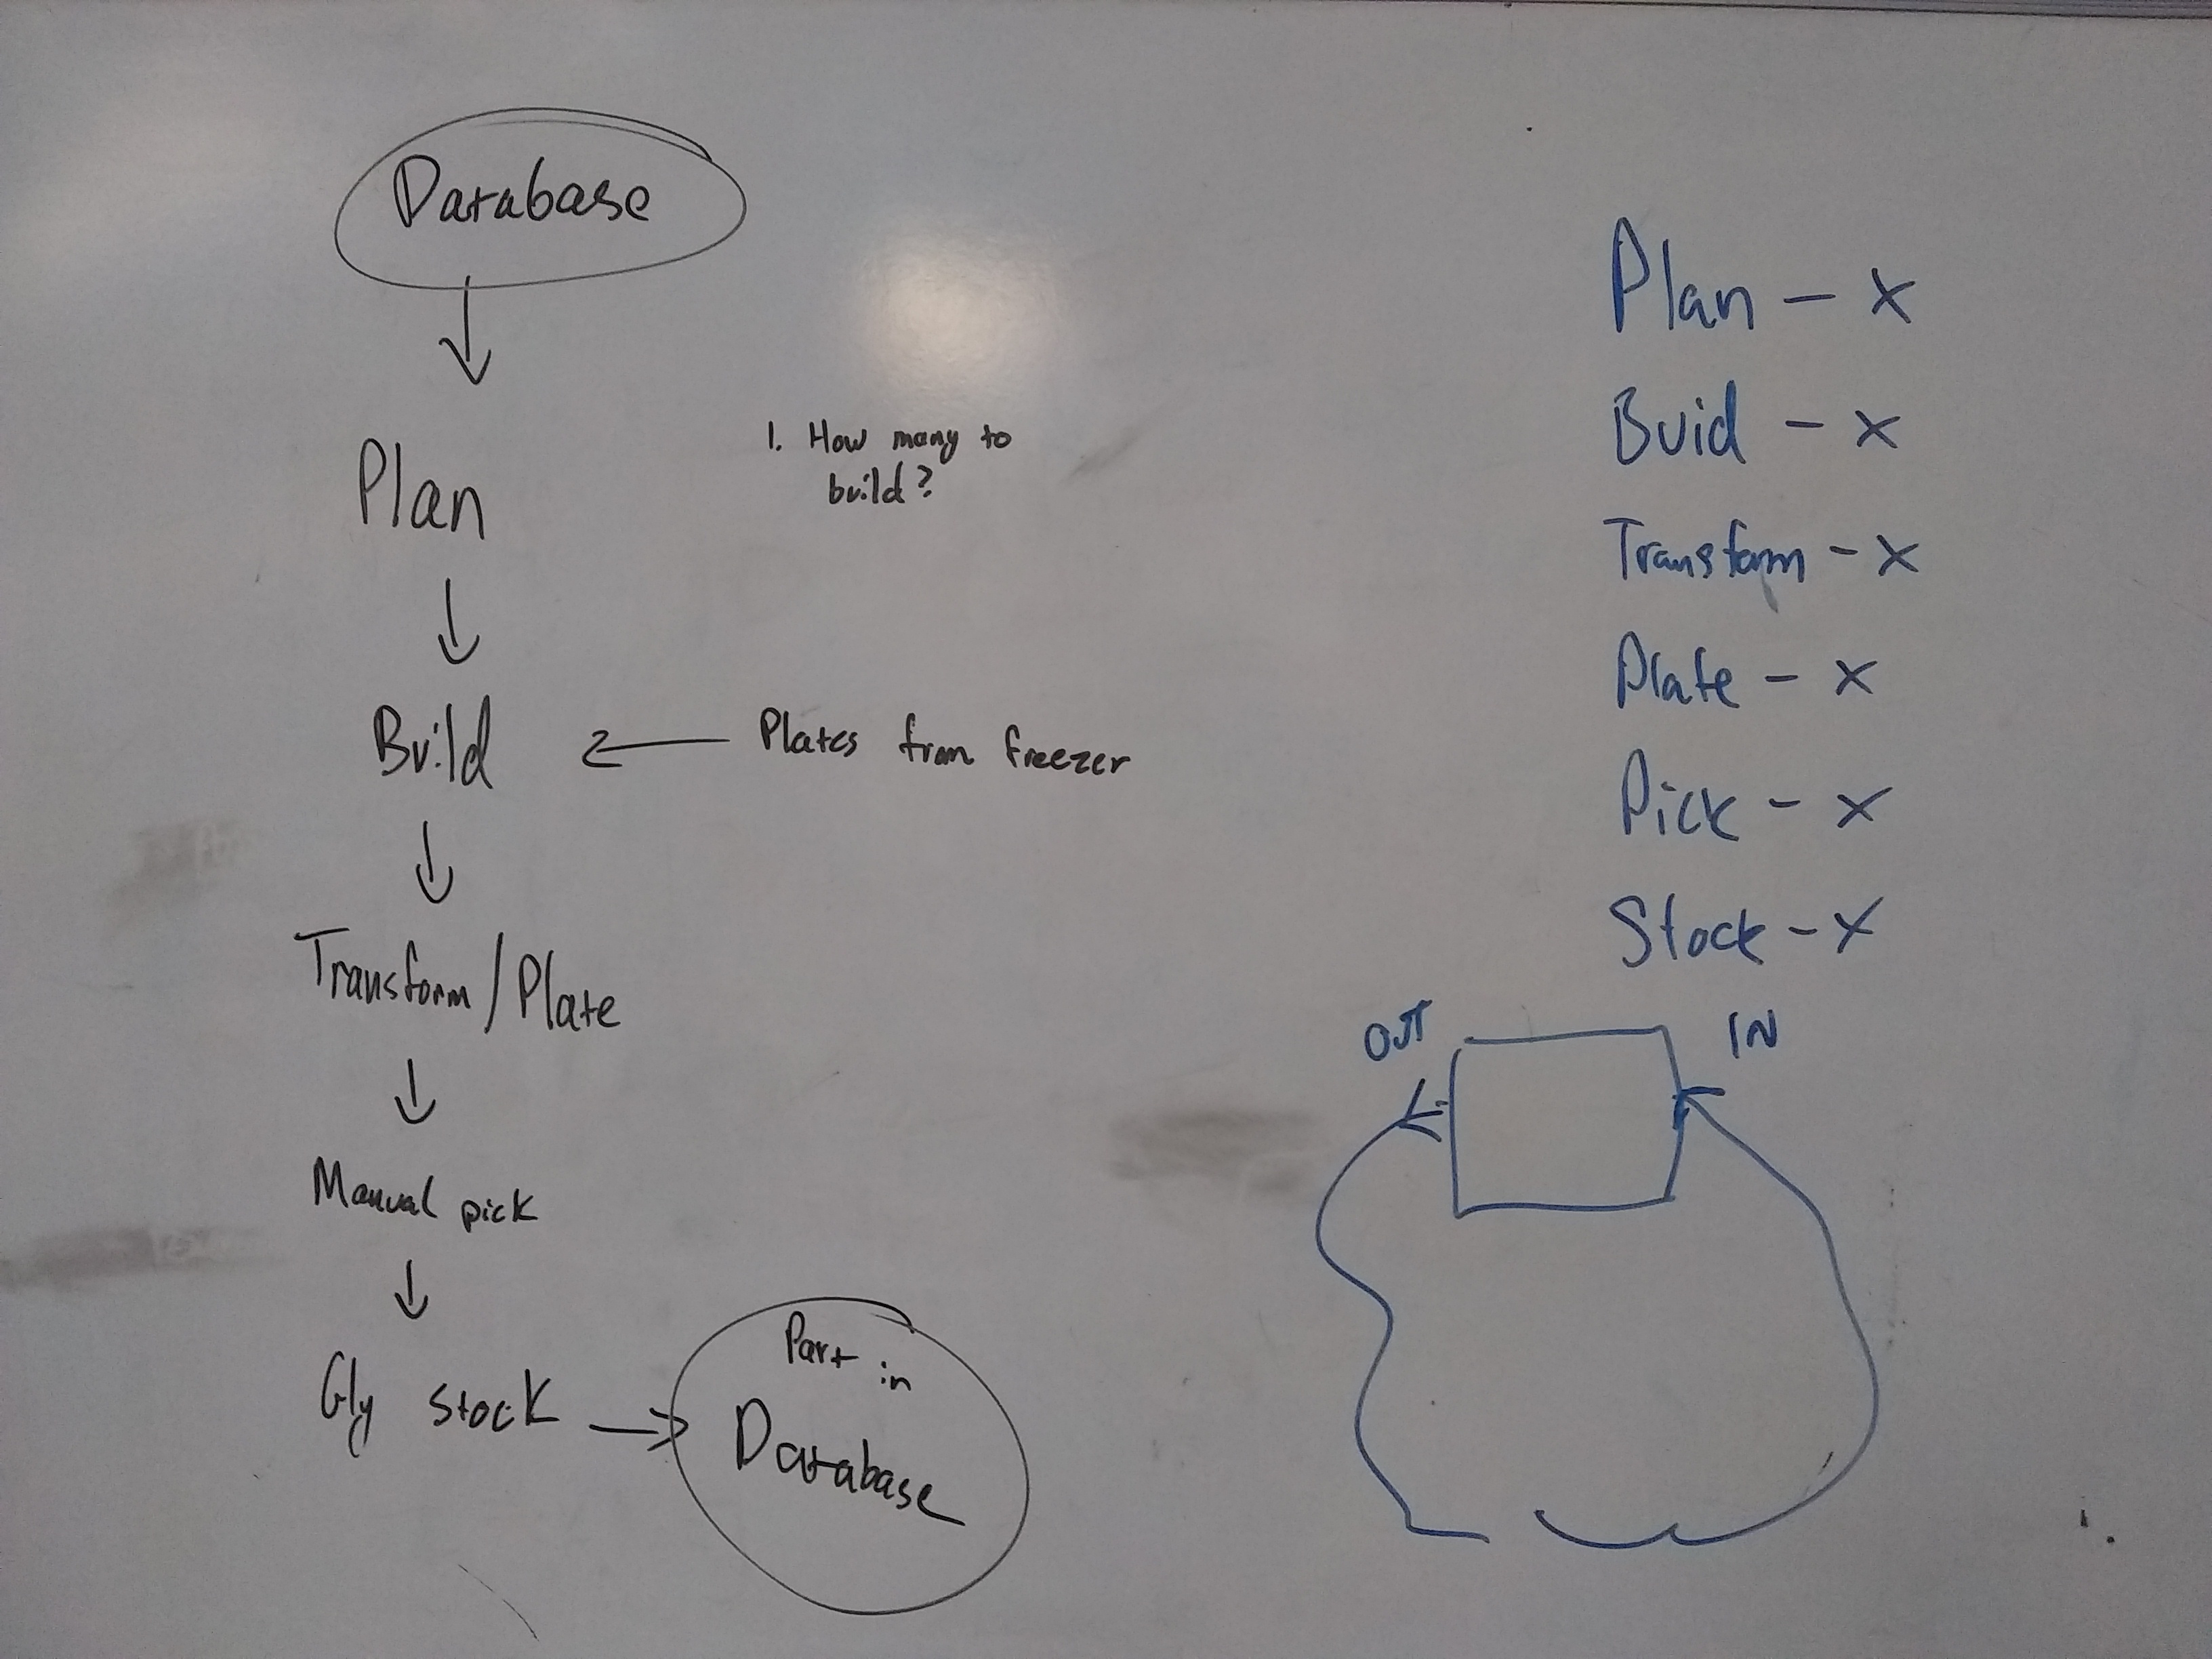 Database
Plan
1. How many to
build?
Build
Plates from freezer
Transform/Plate
Manual pick
Gly stock
Part in
Database
Plan - x
Buid - x
Transform - x
Plate - x
Pick - x
Stock - x
OUT
IN